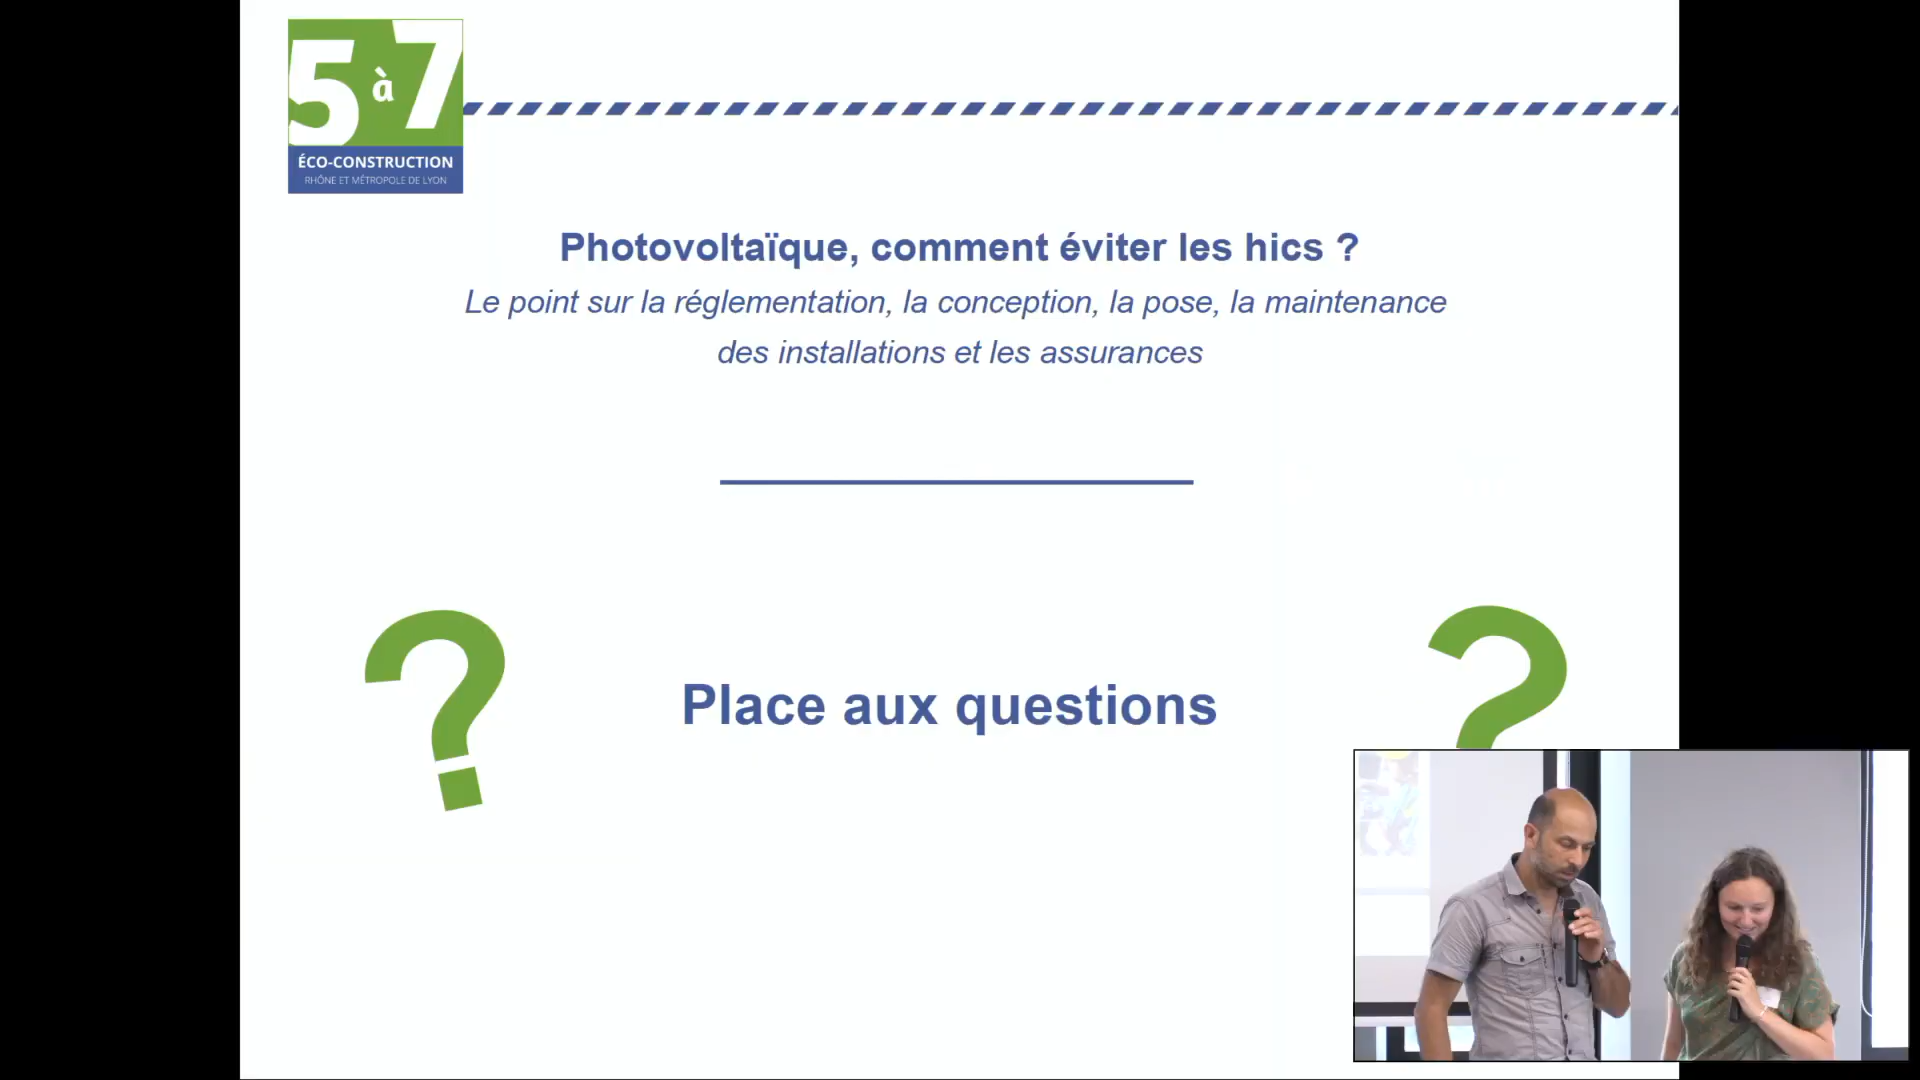 5 à 7
ÉCO-CONSTRUCTION
RHÔNE ET MÉTROPOLE DE LYON
Photovoltaïque, comment éviter les hics ?
Le point sur la réglementation, la conception, la pose, la maintenance
des installations et les assurances
? Place aux questions ?